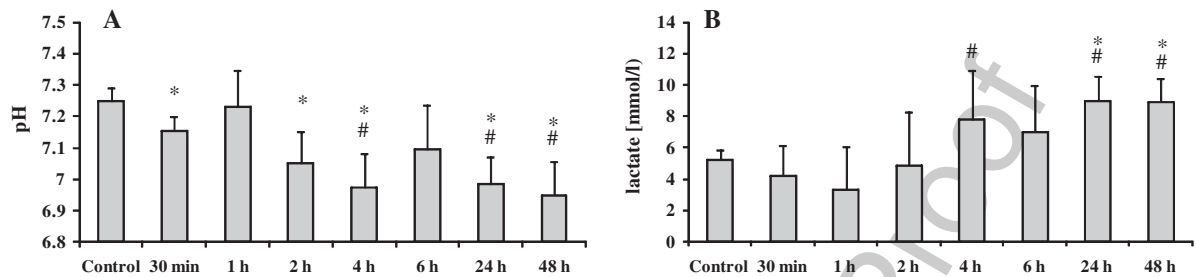 A
7.5
7.4
7.3
7.2
7.1
7
6.9
6.8
pH
* * * # * # * #
Control 30 min 1 h 2 h 4 h 6 h 24 h 48 h
B
14
12
10
8
6
4
2
0
lactate [mmol/l]
# * # * #
Control 30 min 1 h 2 h 4 h 6 h 24 h 48 h
Proof